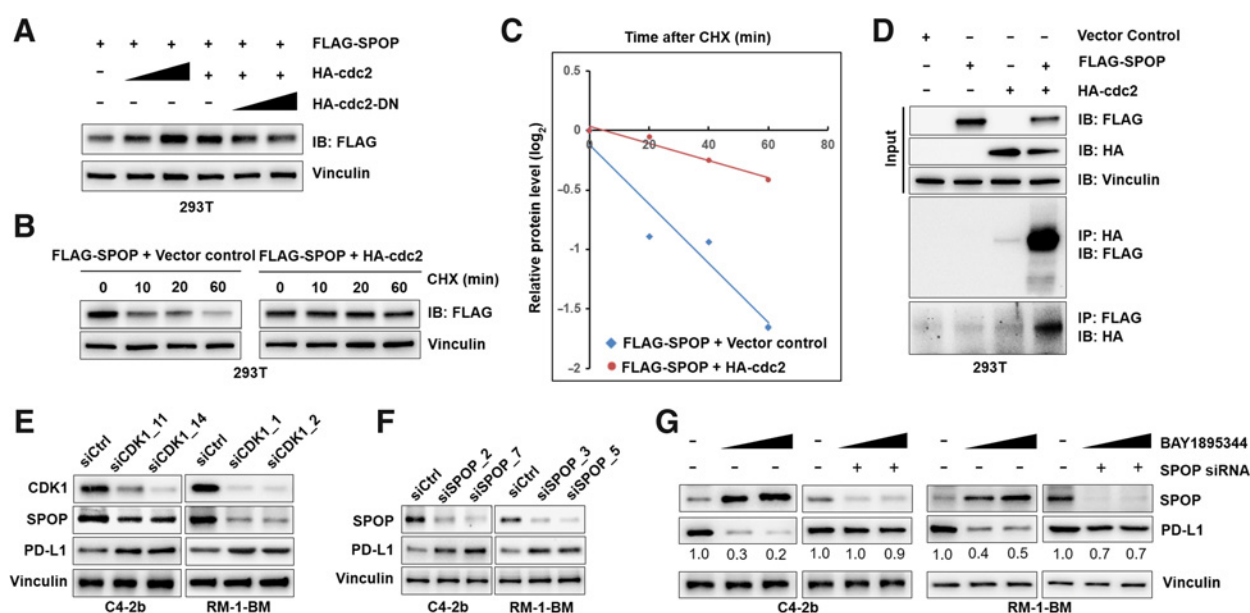 A
+ + + + + + FLAG-SPOP
− + + + HA-cdc2
− − − − HA-cdc2-DN
IB: FLAG
Vinculin
293T
B
FLAG-SPOP + Vector control FLAG-SPOP + HA-cdc2
0 10 20 60 0 10 20 60 CHX (min)
IB: FLAG
Vinculin
293T
C
Time after CHX (min)
Relative protein level (log2)
0.5
0
−0.5
−1
−1.5
−2
0 20 40 60 80
FLAG-SPOP + Vector control
FLAG-SPOP + HA-cdc2
D
+ − − − Vector Control
− + − + FLAG-SPOP
− − + + HA-cdc2
Input
IB: FLAG
IB: HA
IB: Vinculin
IP: HA
IB: FLAG
IP: FLAG
IB: HA
293T
E
siCtrl siCDK1_11 siCDK1_14 siCtrl siCDK1_1 siCDK1_2
CDK1
SPOP
PD-L1
Vinculin
C4-2b RM-1-BM
F
siCtrl siSPOP_2 siSPOP_7 siCtrl siSPOP_3 siSPOP_5
SPOP
PD-L1
Vinculin
C4-2b RM-1-BM
G
− − − − BAY1895344
− − − − + + − − − − + + SPOP siRNA
SPOP
PD-L1
1.0 0.3 0.2 1.0 1.0 0.9 1.0 0.4 0.5 1.0 0.7 0.7
Vinculin
C4-2b RM-1-BM